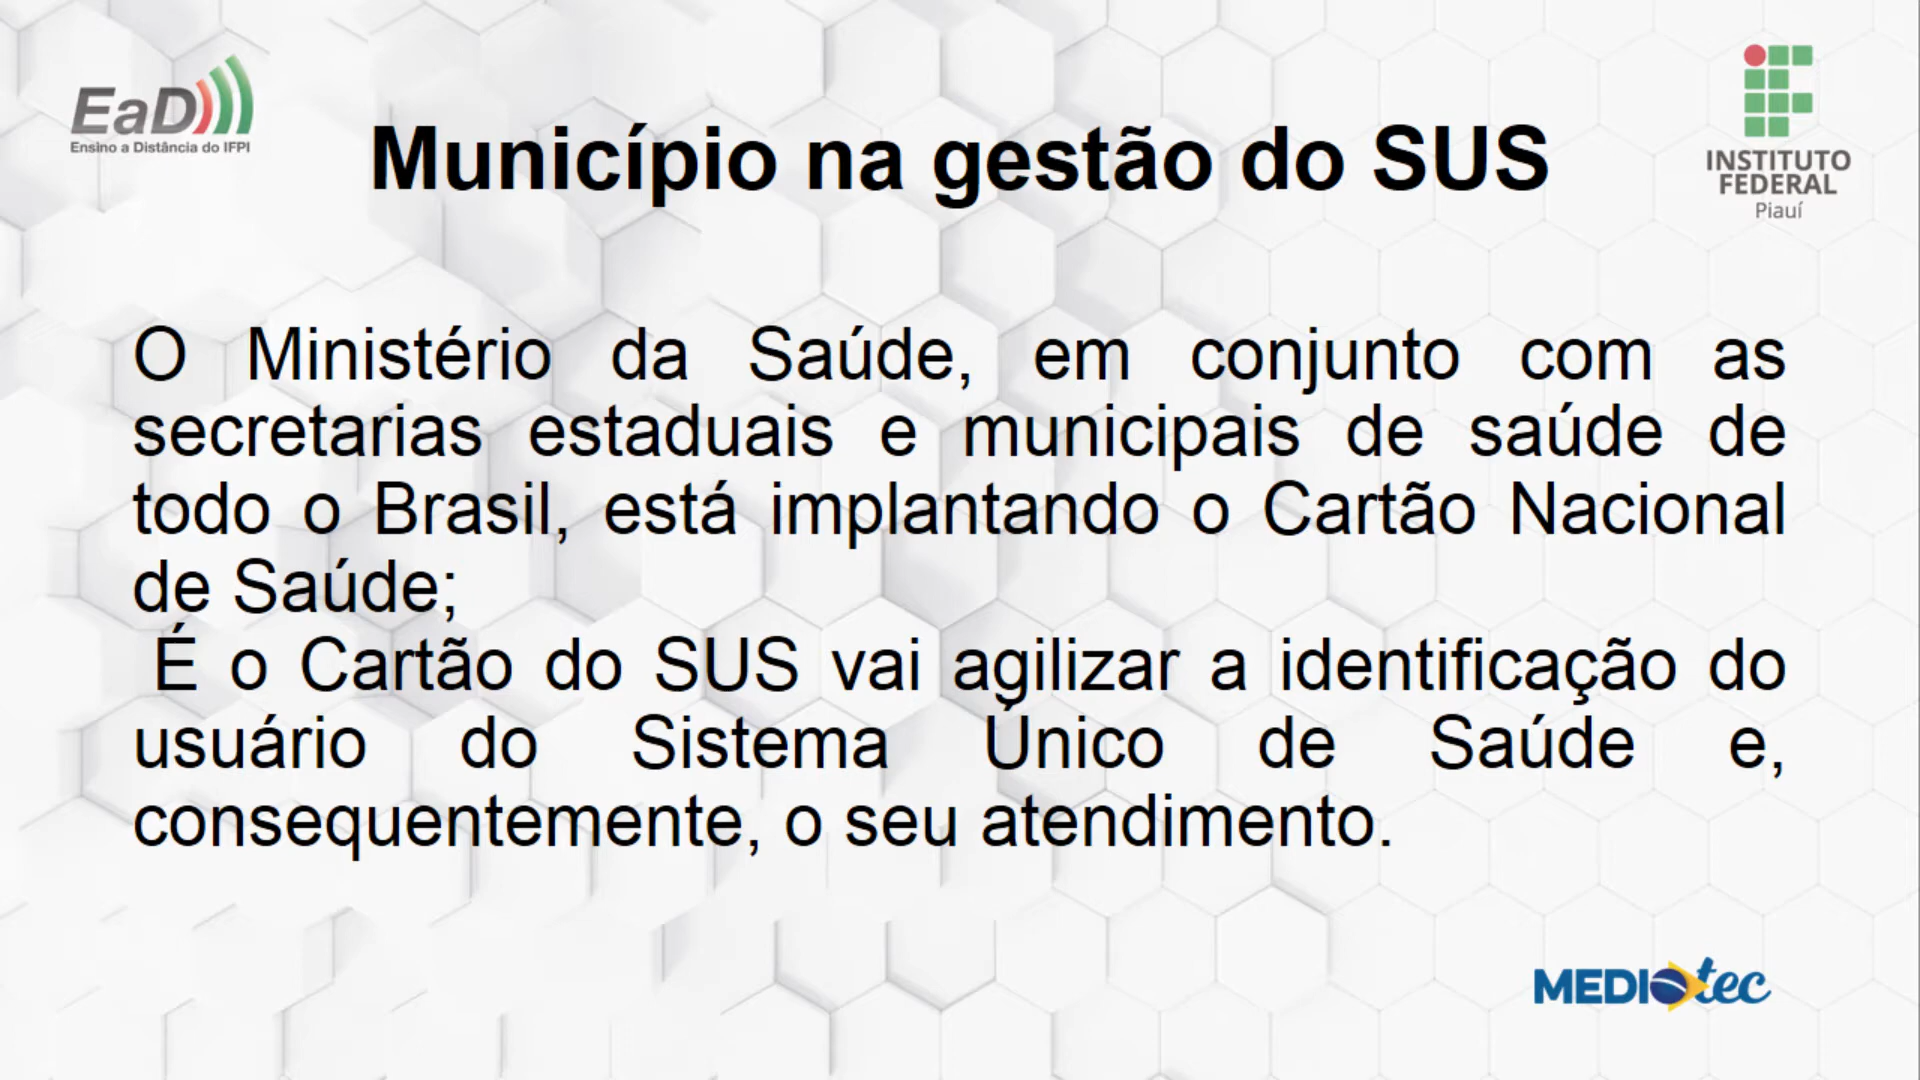 EaD
Ensino a Distância do IFPI
Município na gestão do SUS
INSTITUTO
FEDERAL
Piauí
O Ministério da Saúde, em conjunto com as
secretarias estaduais e municipais de saúde de
todo o Brasil, está implantando o Cartão Nacional
de Saúde;
É o Cartão do SUS vai agilizar a identificação do
usuário do Sistema Único de Saúde e,
consequentemente, o seu atendimento.
MEDIOtec